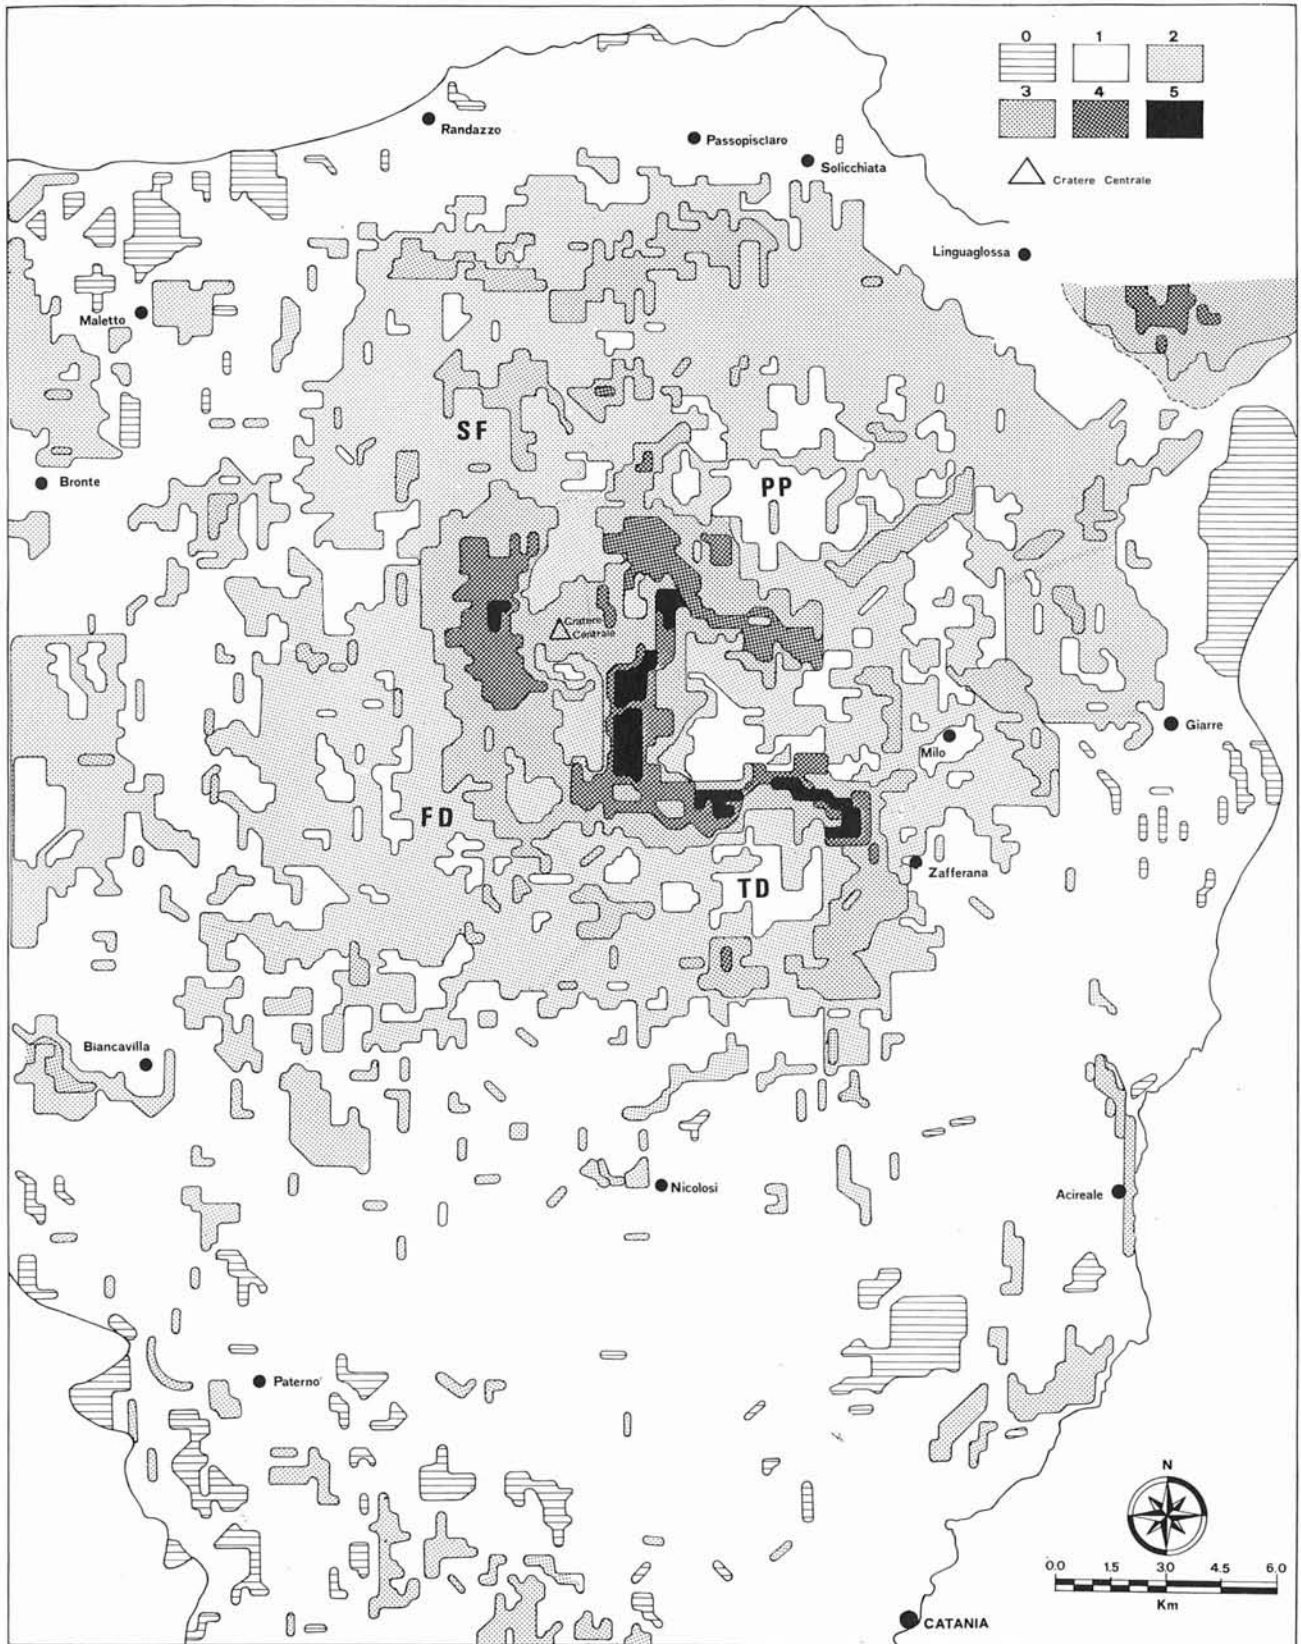 0 1 2
3 4 5
Cratere Centrale
Randazzo
Passopisciaro
Solicchiata
Linguaglossa
Maletto
SF
Bronte
PP
Cratere
Centrale
Giarre
Milo
FD
Zafferana
TD
Biancavilla
Nicolosi
Acireale
Paterno'
N
0.0 1.5 3.0 4.5 6.0
Km
CATANIA